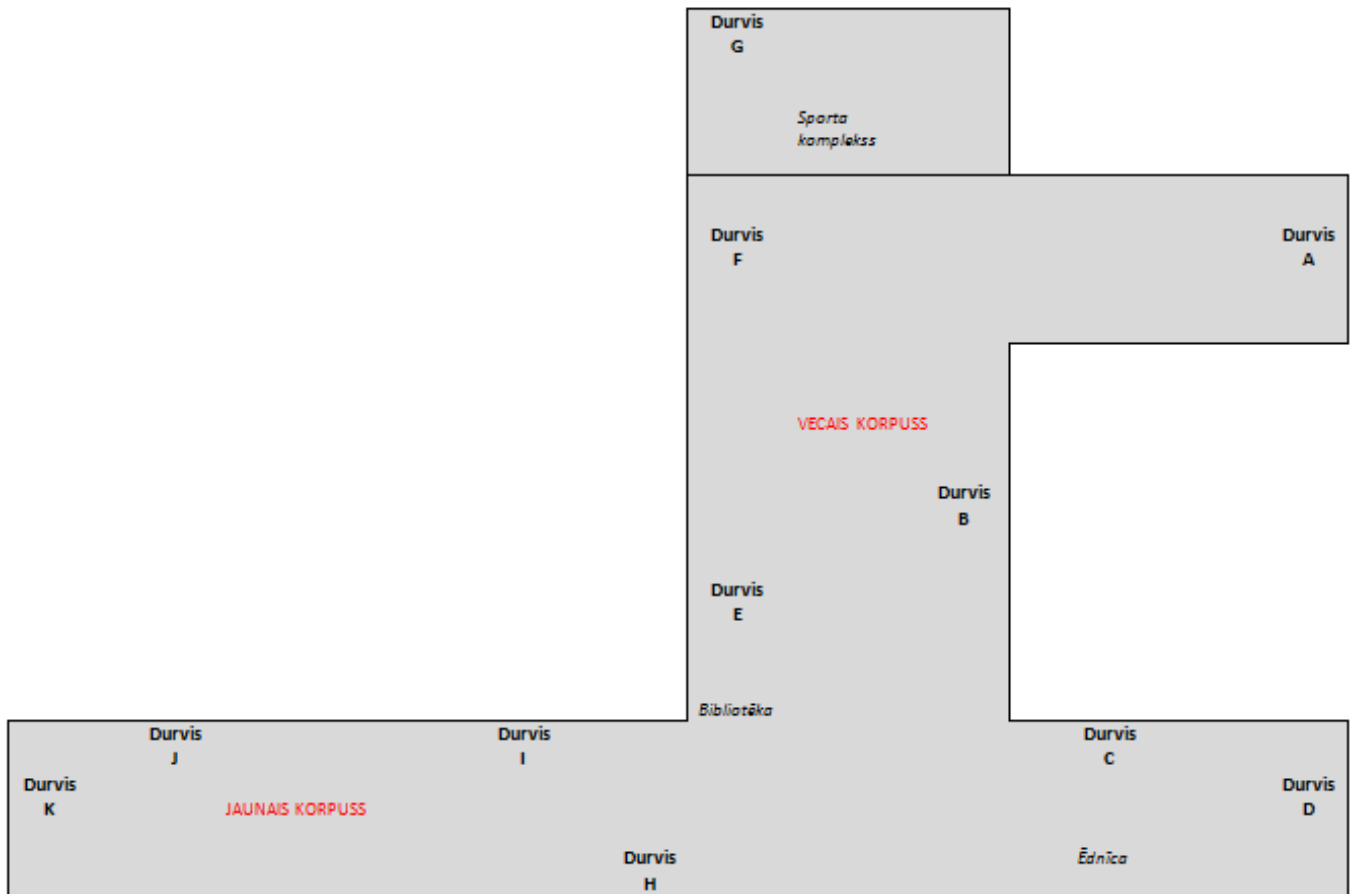 Durvis
G
Sporta
komplekss
Durvis
F
Durvis
A
VECAIS KORPUSS
Durvis
B
Durvis
E
Bibliotēka
Durvis
J
Durvis
I
Durvis
C
Durvis
K
JAUNAIS KORPUSS
Durvis
D
Durvis
H
Ēdnīca